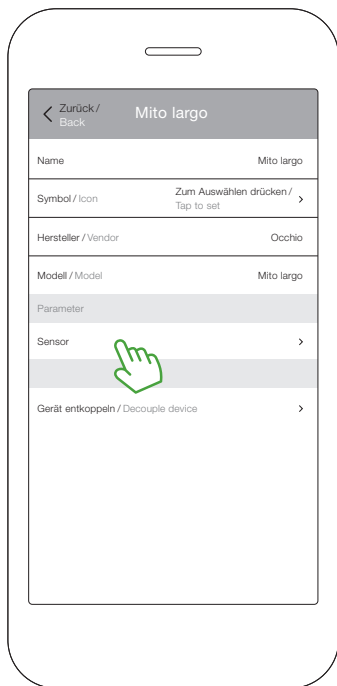 Zurück / Mito largo
Back
Name Mito largo
Symbol / Icon Zum Auswählen drücken /
Tap to set
Hersteller / Vendor Occhio
Modell / Model Mito largo
Parameter
Sensor
Gerät entkoppeln / Decouple device